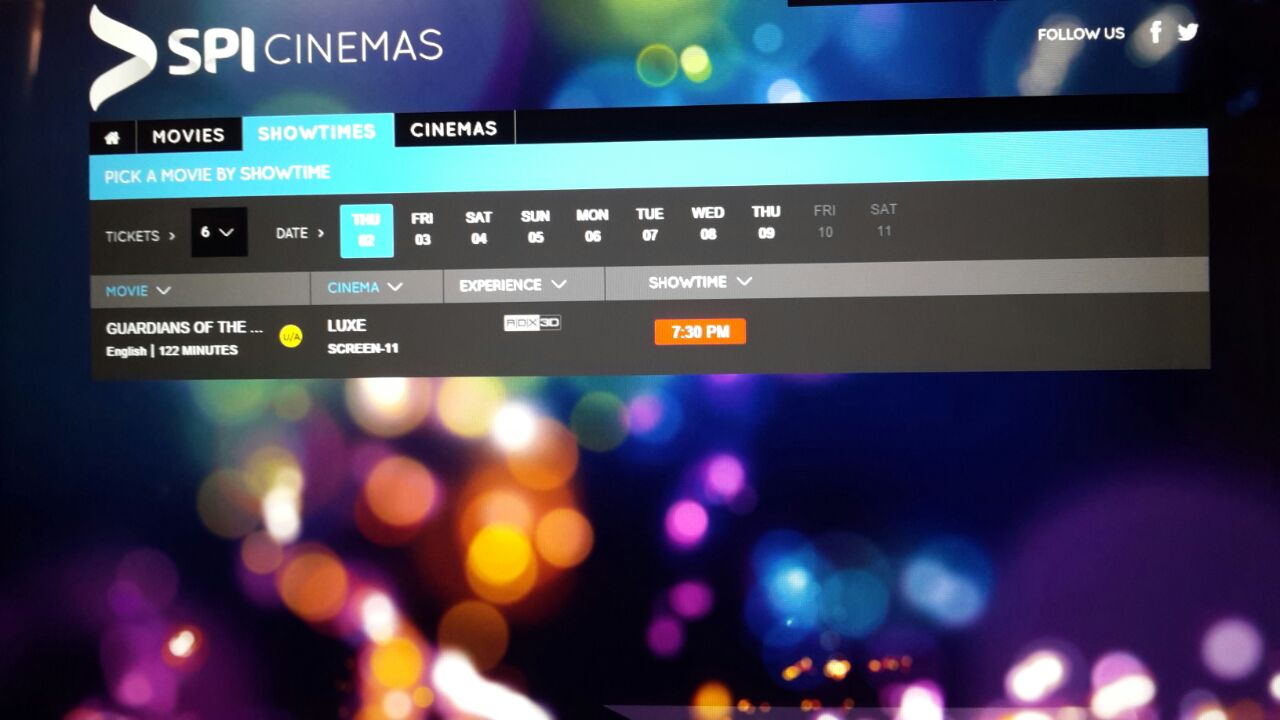 SPI CINEMAS
FOLLOW US
MOVIES SHOWTIMES CINEMAS
PICK A MOVIE BY SHOWTIME
TICKETS > 6 DATE > THU FRI SAT SUN MON TUE WED THU FRI SAT
02 03 04 05 06 07 08 09 10 11
MOVIE CINEMA EXPERIENCE SHOWTIME
GUARDIANS OF THE ... U/A LUXE RDX 3D 7:30 PM
English | 122 MINUTES SCREEN-11